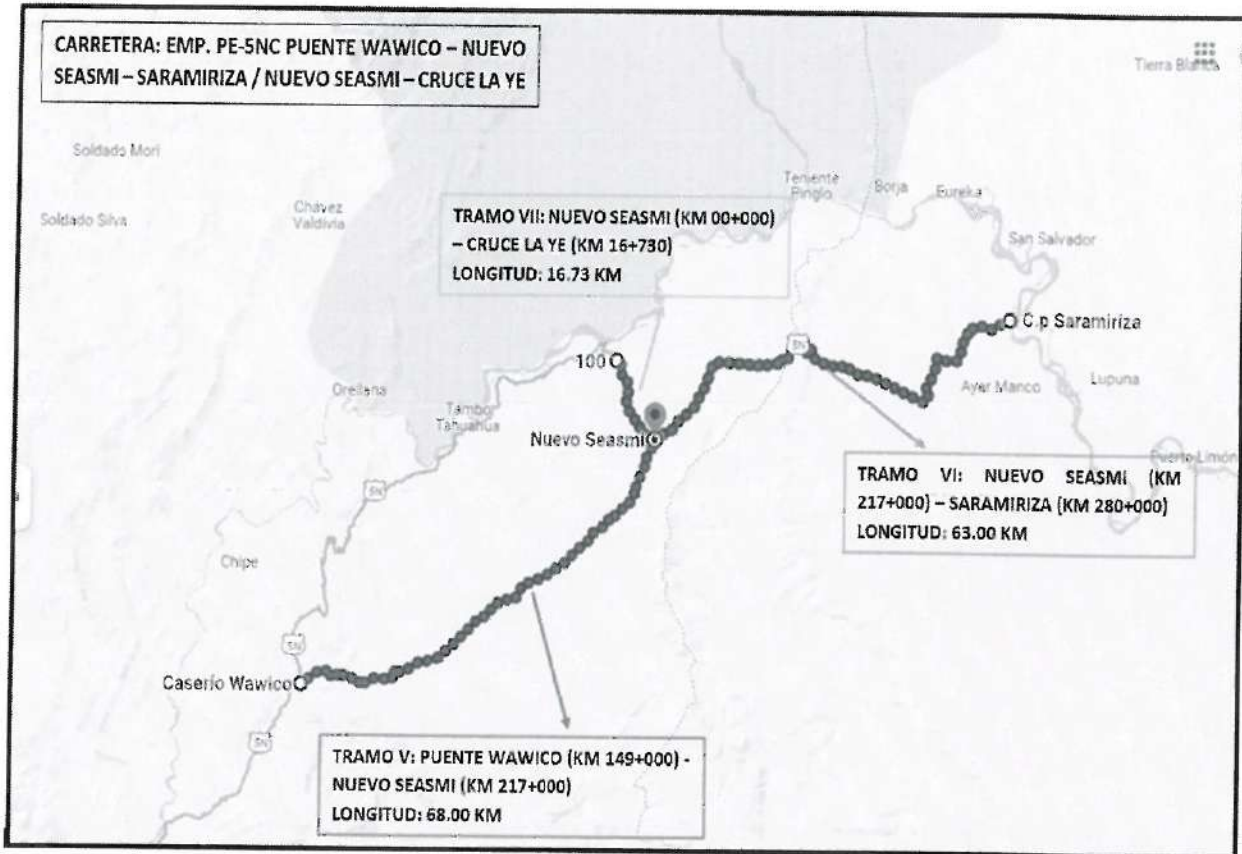 CARRETERA: EMP. PE-5NC PUENTE WAWICO – NUEVO
SEASMI – SARAMIRIZA / NUEVO SEASMI – CRUCE LA YE
Tierra Blanca
Soldado Mori
Soldado Silva
Chávez
Valdivia
Teniente
Pinglo
Borja
Eureka
San Salvador
TRAMO VII: NUEVO SEASMI (KM 00+000)
– CRUCE LA YE (KM 16+730)
LONGITUD: 16.73 KM
C.p Saramiriza
5N
100
Orellana
Tambo
Tahuahua
Ayar Manco
Lupuna
Nuevo Seasmi
Puerto Limón
5N
TRAMO VI: NUEVO SEASMI (KM
217+000) – SARAMIRIZA (KM 280+000)
LONGITUD: 63.00 KM
Chipe
5N
Caserío Wawico
5N
TRAMO V: PUENTE WAWICO (KM 149+000) -
NUEVO SEASMI (KM 217+000)
LONGITUD: 68.00 KM